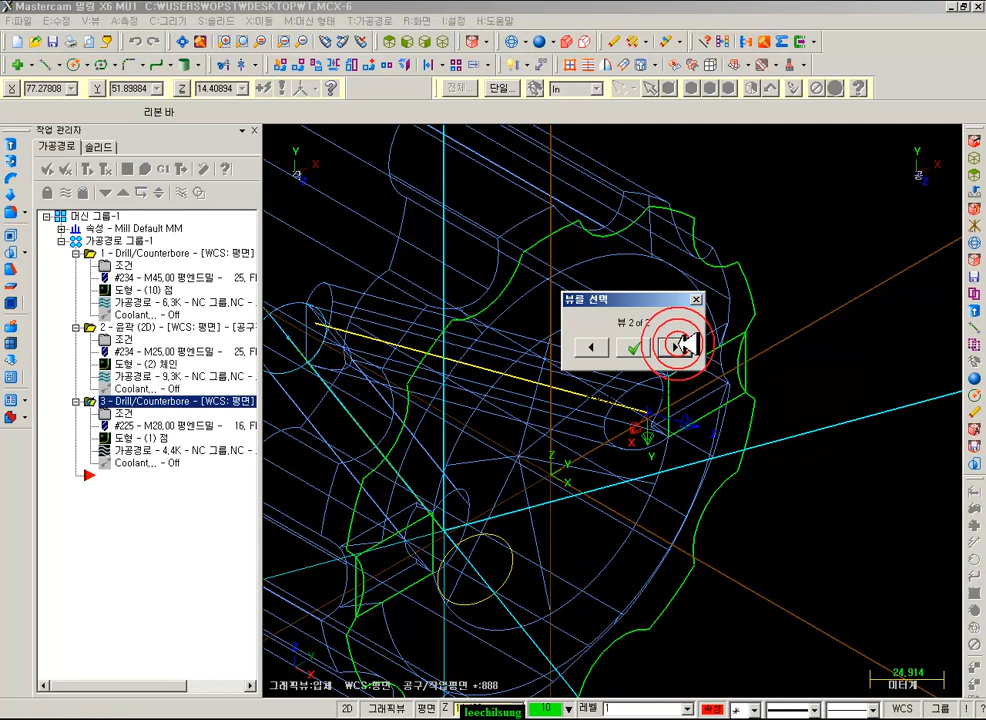 Mastercam 밀링 X6 MU1 C:\USERS\OPSTW\DESKTOP\T,MCX-6
F:파일 E:수정 V:뷰 A:측정 C:그리기 S:솔리드 X:이동 M:머신 형태 T:가공경로 R:화면 I:설정 H:도움말
X 77.27808 Y 51.89884 Z 14.40894 전체... 단일... In
리본 바
작업 관리자
가공경로 솔리드
G1
머신 그룹-1
속성 - Mill Default MM
가공경로 그룹-1
1 - Drill/Counterbore - [WCS: 평면]
조건
#234 - M45,00 평엔드밀 - 25, Fl
도형 - (10) 점
가공경로 - 6,3K - NC 그룹,NC -
Coolant... - Off
2 - 윤곽 (2D) - [WCS: 평면] - [공구
조건
#234 - M25,00 평엔드밀 - 25, Fl
도형 - (2) 체인
가공경로 - 9,3K - NC 그룹,NC -
Coolant... - Off
3 - Drill/Counterbore - [WCS: 평면]
조건
#225 - M28,00 평엔드밀 - 16, Fl
도형 - (1) 점
가공경로 - 4,4K - NC 그룹,NC -
Coolant... - Off
Y X Z
Y X Z 공
뷰를 선택
뷰 2 of 2
X Y
Z Y X
Y X
24,914
미터계
그래픽뷰:입체 WCS:평면 공구/작업평면 +:888
2D 그래픽뷰 평면 Z 10 레벨 1 속성 WCS 그룹 ! ?
leechilsung